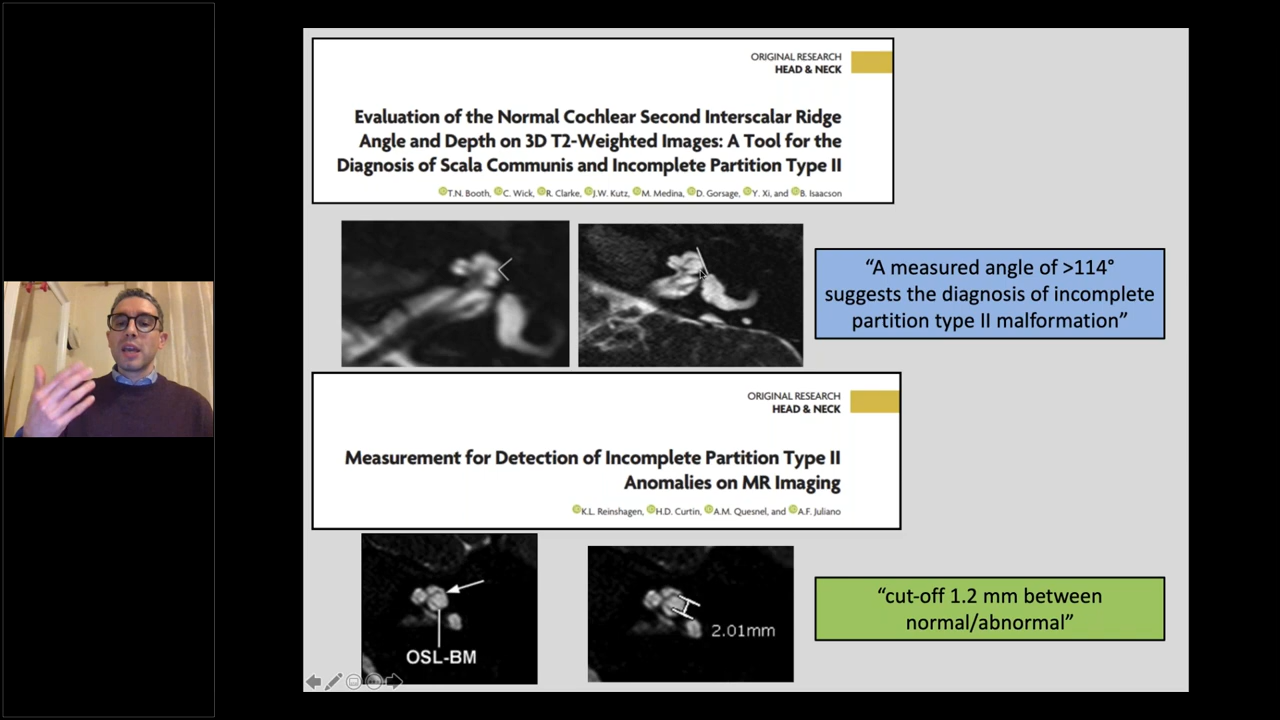 ORIGINAL RESEARCH
HEAD & NECK
Evaluation of the Normal Cochlear Second Interscalar Ridge
Angle and Depth on 3D T2-Weighted Images: A Tool for the
Diagnosis of Scala Communis and Incomplete Partition Type II
T.N. Booth, C. Wick, R. Clarke, J.W. Kutz, M. Medina, D. Gorsage, Y. Xi, and B. Isaacson
“A measured angle of >114°
suggests the diagnosis of incomplete
partition type II malformation”
ORIGINAL RESEARCH
HEAD & NECK
Measurement for Detection of Incomplete Partition Type II
Anomalies on MR Imaging
K.L. Reinshagen, H.D. Curtin, A.M. Quesnel, and A.F. Juliano
OSL-BM
2.01mm
“cut-off 1.2 mm between
normal/abnormal”